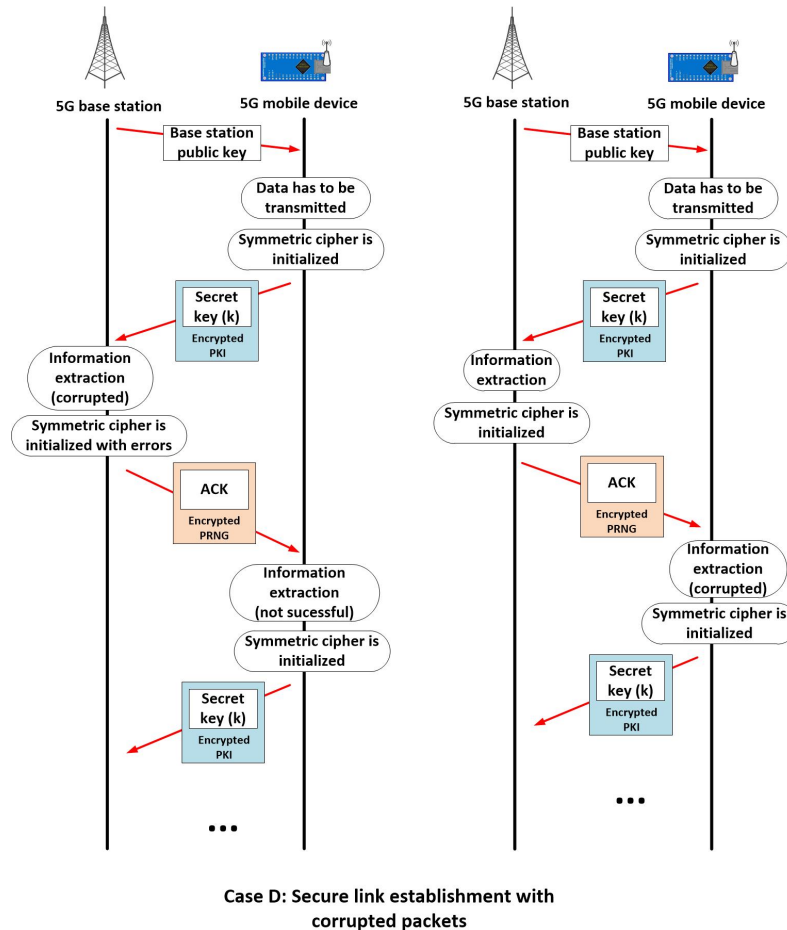 5G base station
5G mobile device
Base station
public key
Data has to be
transmitted
Symmetric cipher is
initialized
Secret
key (k)
Encrypted
PKI
Information
extraction
(corrupted)
Symmetric cipher is
initialized with errors
ACK
Encrypted
PRNG
Information
extraction
(not sucessful)
Symmetric cipher is
initialized
Secret
key (k)
Encrypted
PKI
...
5G base station
5G mobile device
Base station
public key
Data has to be
transmitted
Symmetric cipher is
initialized
Secret
key (k)
Encrypted
PKI
Information
extraction
Symmetric cipher is
initialized
ACK
Encrypted
PRNG
Information
extraction
(corrupted)
Symmetric cipher is
initialized
Secret
key (k)
Encrypted
PKI
...
Case D: Secure link establishment with
corrupted packets